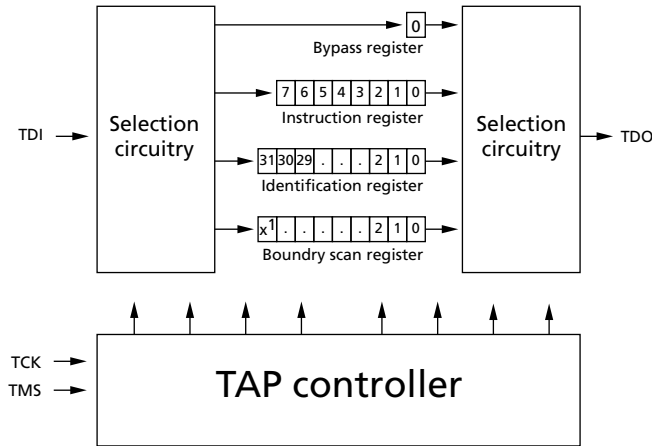 0
Bypass register
7 6 5 4 3 2 1 0
Instruction register
TDI
Selection
circuitry
Selection
circuitry
TDO
31 30 29 . . . 2 1 0
Identification register
x1 . . . . . 2 1 0
Boundry scan register
TCK
TMS
TAP controller